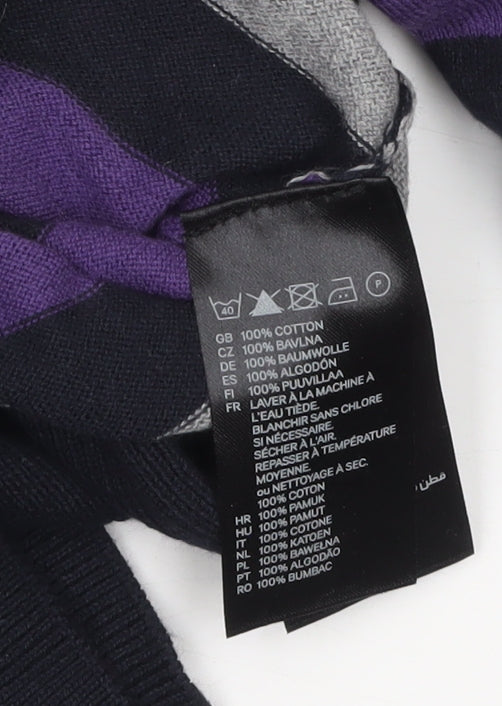 40 P
GB 100% COTTON
CZ 100% BAVLNA
DE 100% BAUMWOLLE
ES 100% ALGODÓN
FI 100% PUUVILLAA
FR LAVER À LA MACHINE À
L'EAU TIÈDE.
BLANCHIR SANS CHLORE
SI NÉCESSAIRE.
SÉCHER À L'AIR.
REPASSER À TEMPÉRATURE
MOYENNE.
ou NETTOYAGE À SEC.
100% COTON
HR 100% PAMUK
HU 100% PAMUT
IT 100% COTONE
NL 100% KATOEN
PL 100% BAWEŁNA
PT 100% ALGODÃO
RO 100% BUMBAC
قطن